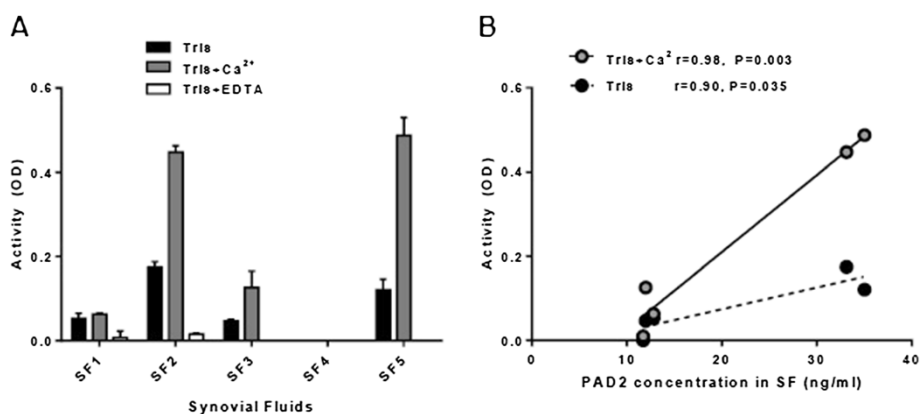 A
Tris
Tris+Ca2+
Tris+EDTA
0.6
0.4
0.2
0.0
Activity (OD)
SF1
SF2
SF3
SF4
SF5
Synovial Fluids
B
Tris+Ca2 r=0.98, P=0.003
Tris r=0.90, P=0.035
0.6
0.4
0.2
0.0
Activity (OD)
0
10
20
30
40
PAD2 concentration in SF (ng/ml)